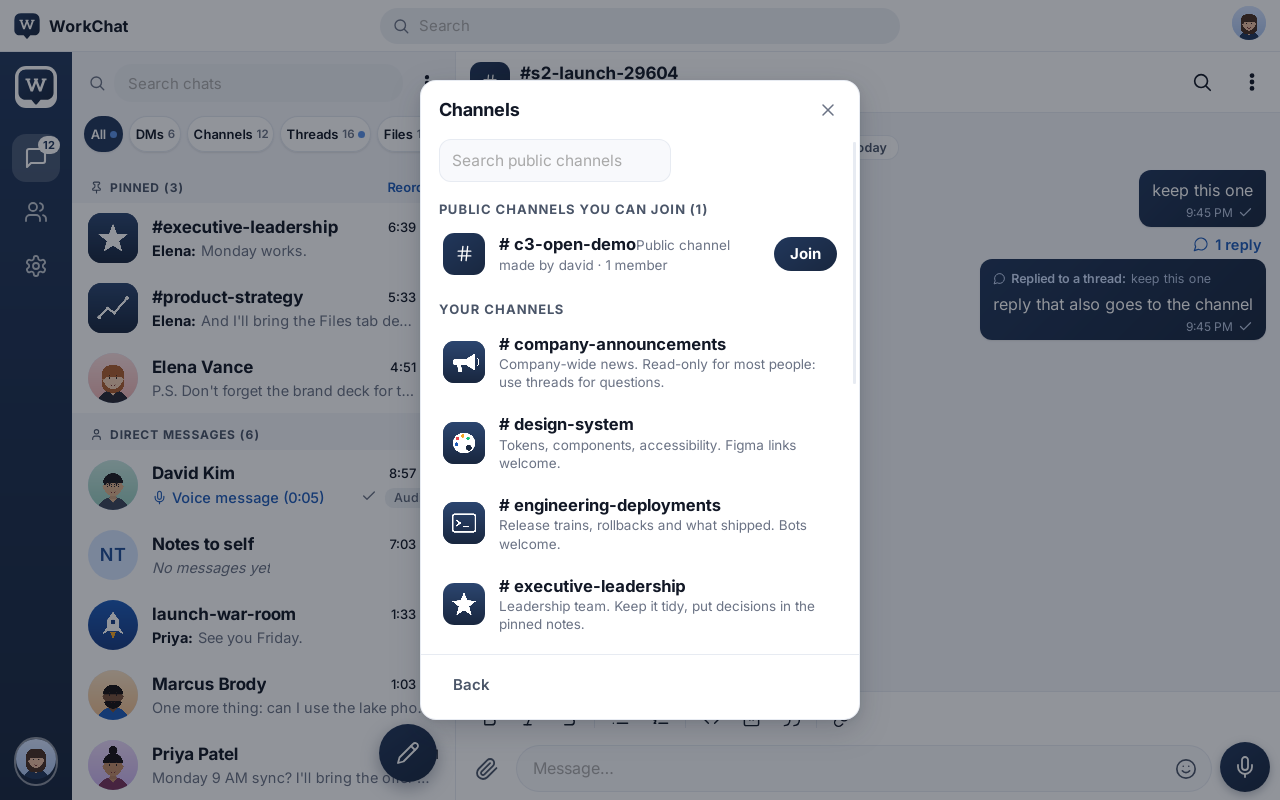 WorkChat
Search
W
12
Search chats
All
DMs 6
Channels 12
Threads 16
Files
PINNED (3)
#executive-leadership 6:39
Elena: Monday works.
#product-strategy 5:33
Elena: And I'll bring the Files tab de...
Elena Vance 4:51
P.S. Don't forget the brand deck for t...
DIRECT MESSAGES (6)
David Kim 8:57
Voice message (0:05)
NT
Notes to self 7:03
No messages yet
launch-war-room 1:33
Priya: See you Friday.
Marcus Brody 1:03
One more thing: can I use the lake pho...
Priya Patel
Monday 9 AM sync? I'll bring the
#s2-launch-29604
keep this one
9:45 PM
1 reply
Replied to a thread: keep this one
reply that also goes to the channel
9:45 PM
Message...
Channels
Search public channels
PUBLIC CHANNELS YOU CAN JOIN (1)
# c3-open-demoPublic channel
made by david · 1 member
Join
YOUR CHANNELS
# company-announcements
Company-wide news. Read-only for most people:
use threads for questions.
# design-system
Tokens, components, accessibility. Figma links
welcome.
# engineering-deployments
Release trains, rollbacks and what shipped. Bots
welcome.
# executive-leadership
Leadership team. Keep it tidy, put decisions in the
pinned notes.
Back